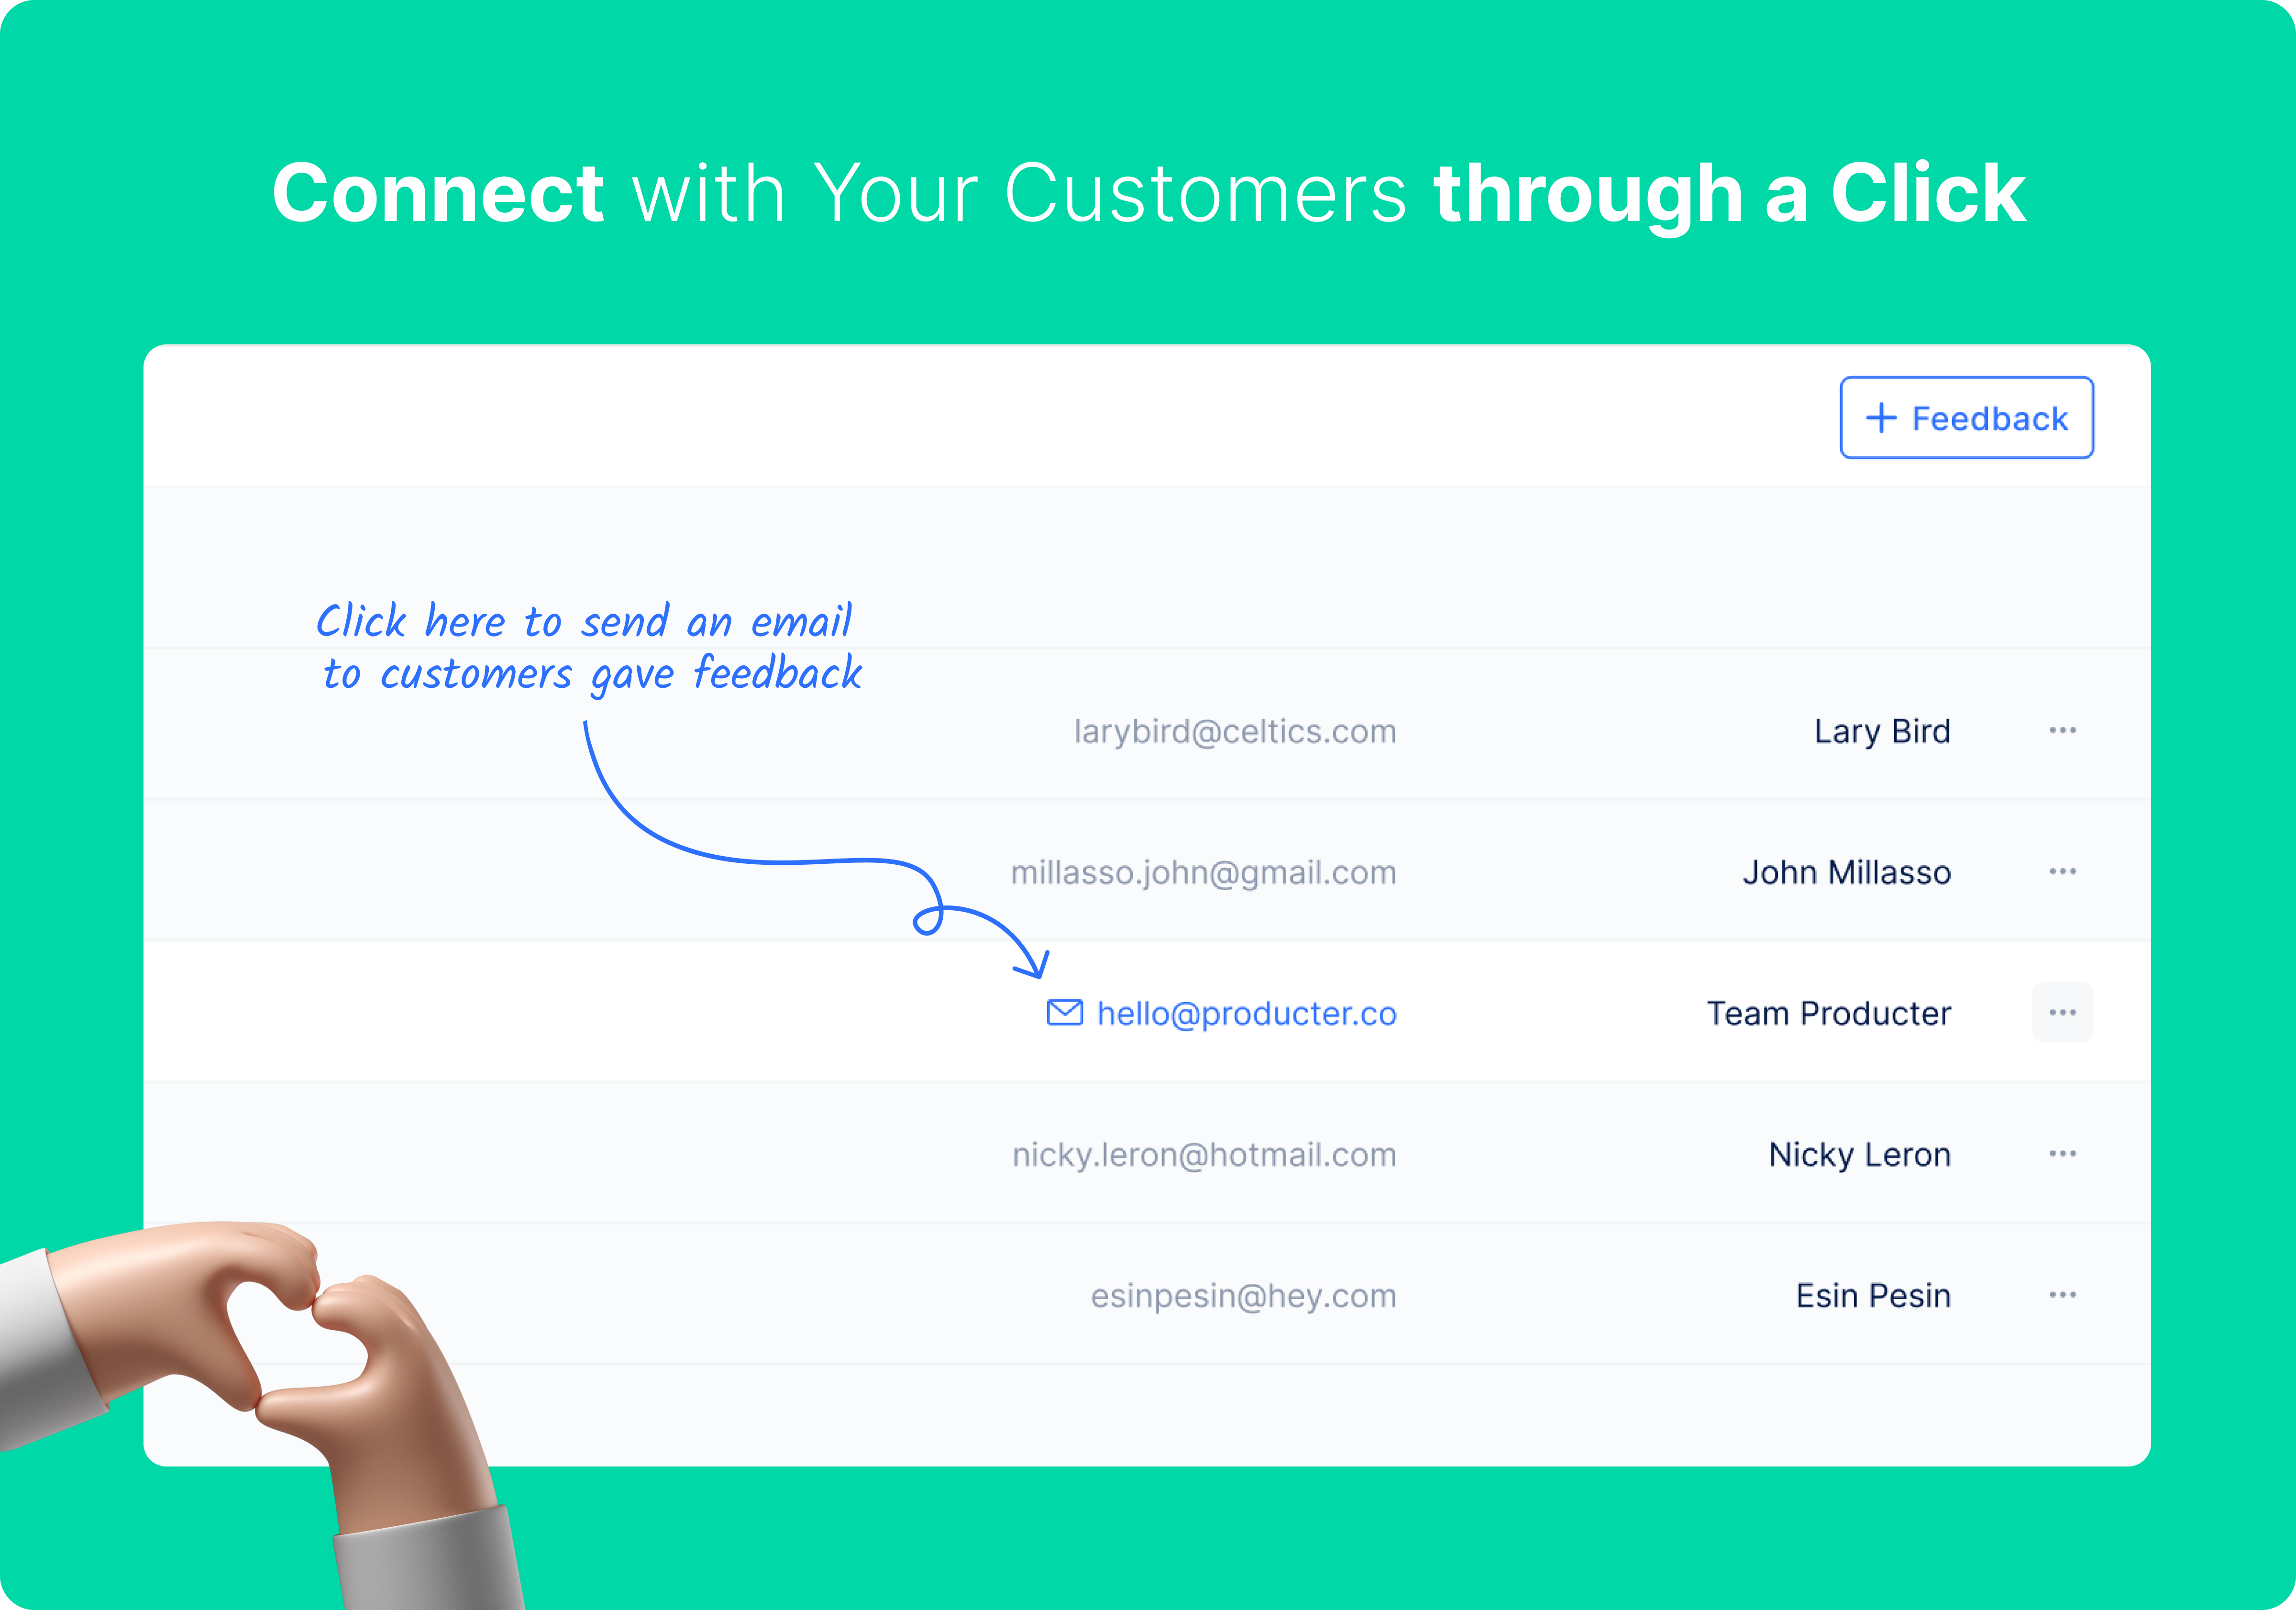 Connect with Your Customers through a Click
+ Feedback
Click here to send an email
to customers gave feedback
larybird@celtics.com Lary Bird ...
millasso.john@gmail.com John Millasso ...
hello@producter.co Team Producter ...
nicky.leron@hotmail.com Nicky Leron ...
esinpesin@hey.com Esin Pesin ...